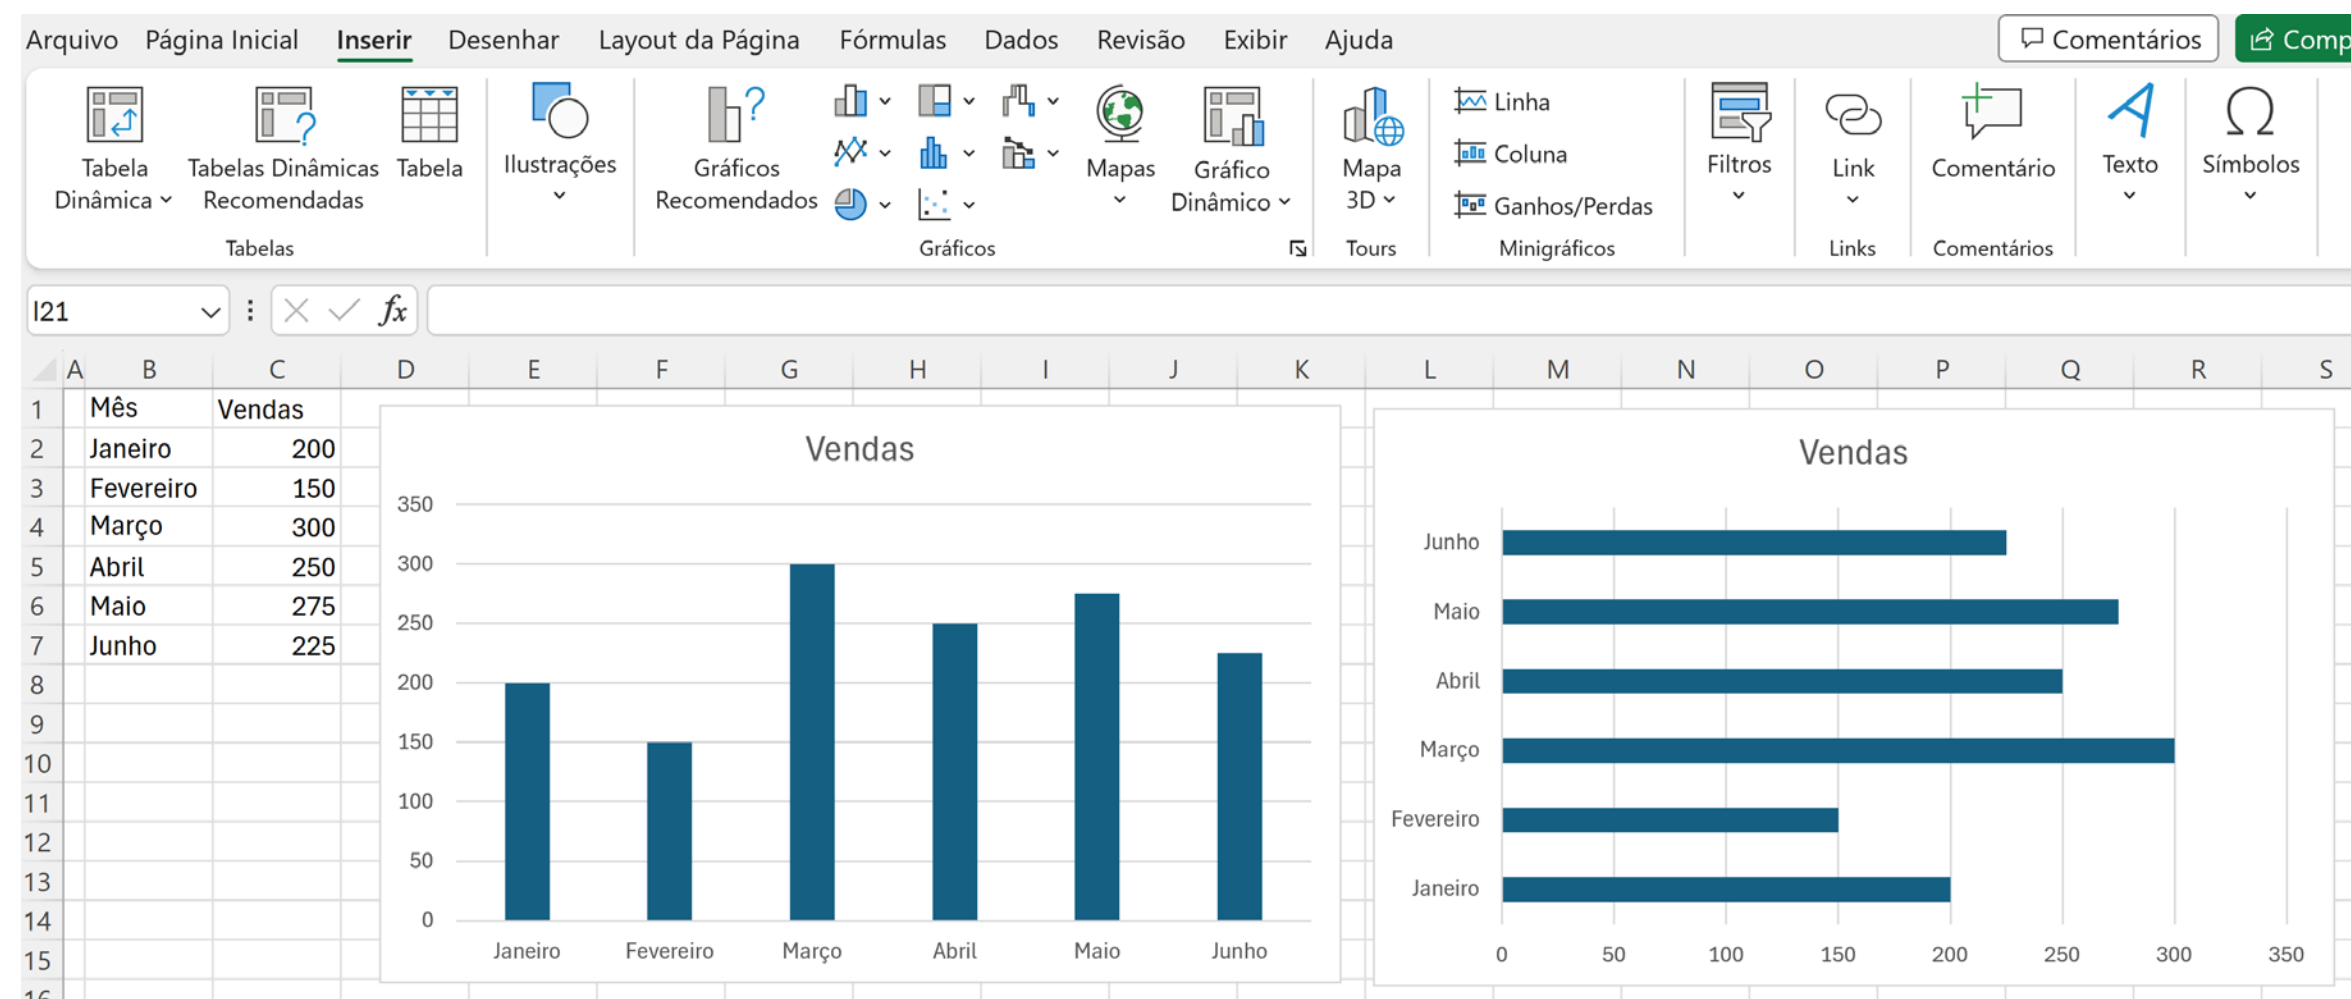 Arquivo Página Inicial Inserir Desenhar Layout da Página Fórmulas Dados Revisão Exibir Ajuda Comentários Comp
Tabela Dinâmica
Tabelas Dinâmicas Recomendadas
Tabela
Tabelas
Ilustrações
Gráficos Recomendados
Mapas
Gráfico Dinâmico
Gráficos
Mapa 3D
Tours
Linha
Coluna
Ganhos/Perdas
Minigráficos
Filtros
Link
Links
Comentário
Comentários
Texto
Símbolos
I21 fx
A B C D E F G H I J K L M N O P Q R S
1 Mês Vendas
2 Janeiro 200
3 Fevereiro 150
4 Março 300
5 Abril 250
6 Maio 275
7 Junho 225
8
9
10
11
12
13
14
15
16
Vendas
350
300
250
200
150
100
50
0
Janeiro Fevereiro Março Abril Maio Junho
Vendas
Junho
Maio
Abril
Março
Fevereiro
Janeiro
0 50 100 150 200 250 300 350